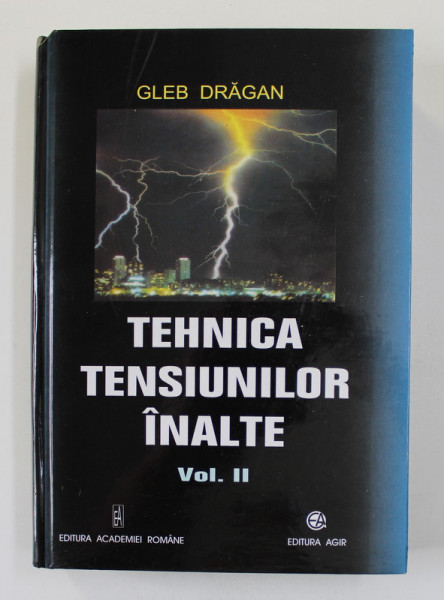 GLEB DRĂGAN
TEHNICA
TENSIUNILOR
ÎNALTE
Vol. II
EDITURA ACADEMIEI ROMÂNE
EDITURA AGIR